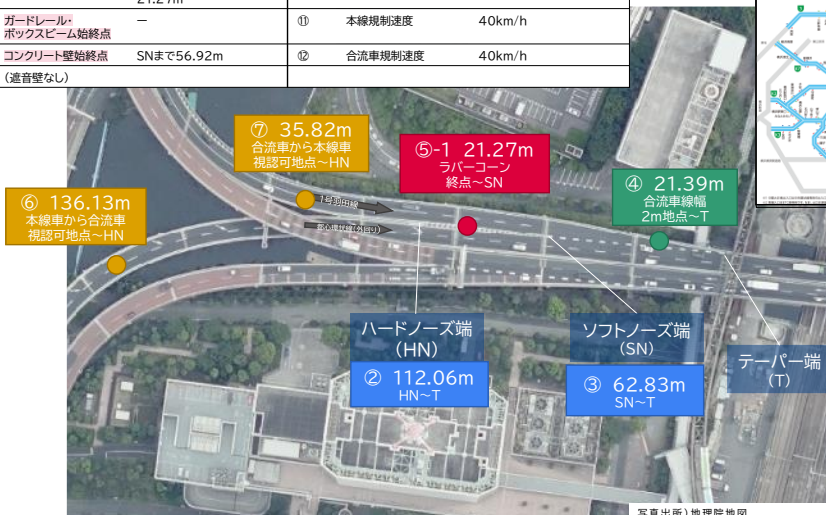 21.27m
ガードレール・
ボックスビーム始終点
－
⑪
本線規制速度
40km/h
コンクリート壁始終点
SNまで56.92m
⑫
合流車規制速度
40km/h
(遮音壁なし)
⑦ 35.82m
合流車から本線車
視認可地点～HN
⑤-1 21.27m
ラバーコーン
終点～SN
④ 21.39m
合流車線幅
2m地点～T
⑥ 136.13m
本線車から合流車
視認可地点～HN
1号羽田線
都心環状線(外回り)
ハードノーズ端
(HN)
② 112.06m
HN～T
ソフトノーズ端
(SN)
③ 62.83m
SN～T
テーパー端
(T)
写真出所)地理院地図